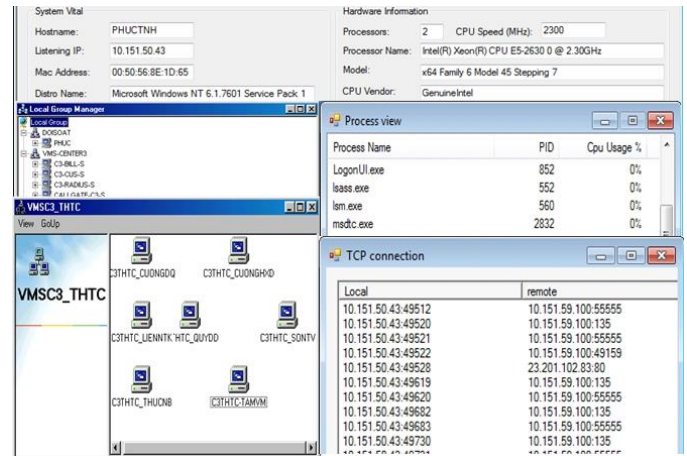 System Vital
Hostname: PHUCTNH
Listening IP: 10.151.50.43
Mac Address: 00:50:56:8E:1D:65
Distro Name: Microsoft Windows NT 6.1.7601 Service Pack 1
Hardware Information
Processors: 2 CPU Speed (MHz): 2300
Processor Name: Intel(R) Xeon(R) CPU E5-2630 0 @ 2.30GHz
Model: x64 Family 6 Model 45 Stepping 7
CPU Vendor: GenuineIntel
Local Group Manager
Local Group
DOISOAT
PHUC
VMS-CENTER3
C3-BILL-S
C3-CUS-S
C3-RADIUS-S
CALLGATE-C3-S
VMSC3_THTC
View GoUp
VMSC3_THTC
C3THTC_CUONGDQ C3THTC_CUONGHXD
C3THTC_LIENNTK HTC_QUYDD C3THTC_SONTV
C3THTC_THUCNB C3THTC-TAMVM
Process view
Process Name PID Cpu Usage %
LogonUI.exe 852 0%
lsass.exe 552 0%
lsm.exe 560 0%
msdtc.exe 2832 0%
TCP connection
Local remote
10.151.50.43:49512 10.151.59.100:55555
10.151.50.43:49520 10.151.59.100:135
10.151.50.43:49521 10.151.59.100:55555
10.151.50.43:49522 10.151.59.100:49159
10.151.50.43:49528 23.201.102.83:80
10.151.50.43:49619 10.151.59.100:135
10.151.50.43:49620 10.151.59.100:55555
10.151.50.43:49682 10.151.59.100:135
10.151.50.43:49683 10.151.59.100:55555
10.151.50.43:49730 10.151.59.100:135